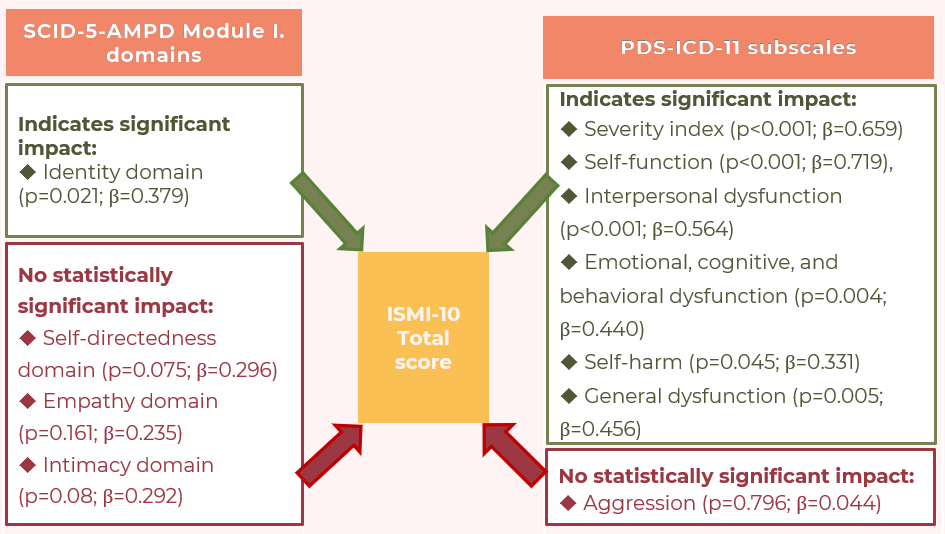 SCID-5-AMPD Module I.
domains
Indicates significant
impact:
◆ Identity domain
(p=0.021; β=0.379)
No statistically
significant impact:
◆ Self-directedness
domain (p=0.075; β=0.296)
◆ Empathy domain
(p=0.161; β=0.235)
◆ Intimacy domain
(p=0.08; β=0.292)
ISMI-10
Total
score
PDS-ICD-11 subscales
Indicates significant impact:
◆ Severity index (p<0.001; β=0.659)
◆ Self-function (p<0.001; β=0.719),
◆ Interpersonal dysfunction
(p<0.001; β=0.564)
◆ Emotional, cognitive, and
behavioral dysfunction (p=0.004;
β=0.440)
◆ Self-harm (p=0.045; β=0.331)
◆ General dysfunction (p=0.005;
β=0.456)
No statistically significant impact:
◆ Aggression (p=0.796; β=0.044)